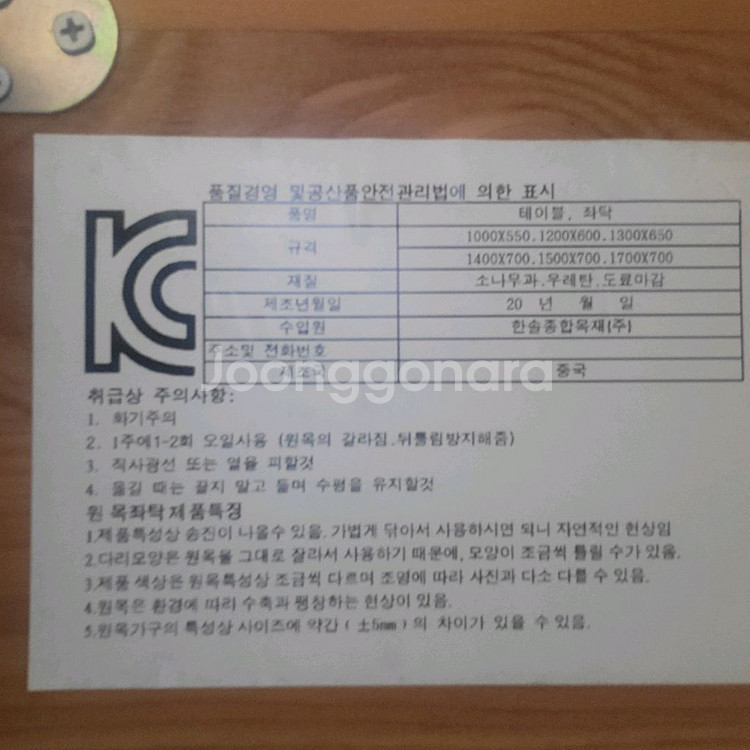 품질경영 및공산품안전관리법에 의한 표시
KC
품명 테이블, 좌탁
규격 1000X550.1200X600.1300X650
1400X700.1500X700.1700X700
재질 소나무과.우레탄.도료마감
제조년월일 20 년 월 일
수입원 한솔종합목재(주)
주소및 전화번호
제조국 중국
Joonggonara
취급상 주의사항:
1. 화기주의
2. 1주에1-2회 오일사용 (원목의 갈라짐.뒤틀림방지해줌)
3. 직사광선 또는 열을 피할것
4. 옮길 때는 끌지 말고 들며 수평을 유지할것
원 목좌탁 제품특징
1.제품특성상 송진이 나올수 있음. 가볍게 닦아서 사용하시면 되니 자연적인 현상임
2.다리모양은 원목을 그대로 잘라서 사용하기 때문에, 모양이 조금씩 틀릴 수가 있음.
3.제품 색상은 원목특성상 조금씩 다르며 조명에 따라 사진과 다소 다를 수 있음.
4.원목은 환경에 따리 수축과 팽창하는 현상이 있음.
5.원목가구의 특성상 사이즈에 약간 ( ±5mm ) 의 차이가 있을 수 있음.